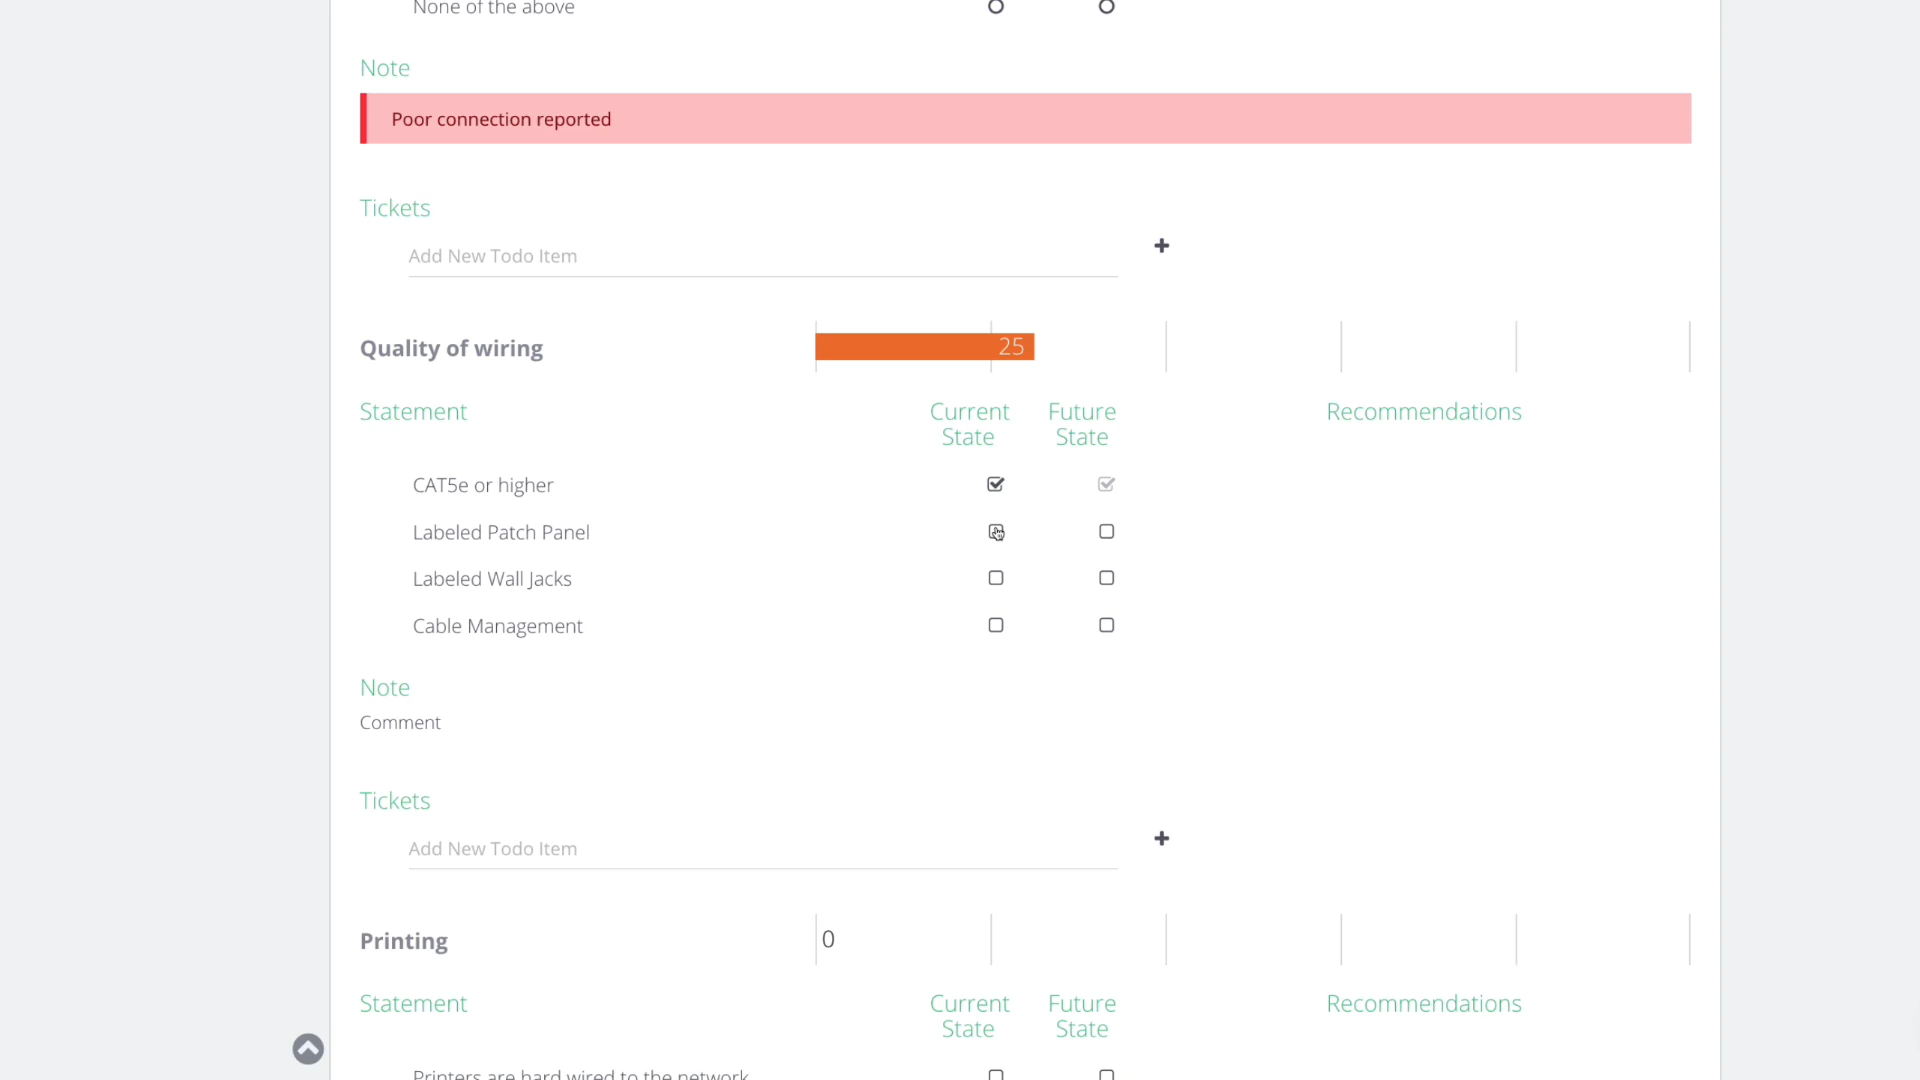 None of the above
Note
Poor connection reported
Tickets
Add New Todo Item
Quality of wiring
25
Statement
Current State
Future State
Recommendations
CAT5e or higher
Labeled Patch Panel
Labeled Wall Jacks
Cable Management
Note
Comment
Tickets
Add New Todo Item
Printing
0
Statement
Current State
Future State
Recommendations
Printers are hard wired to the network